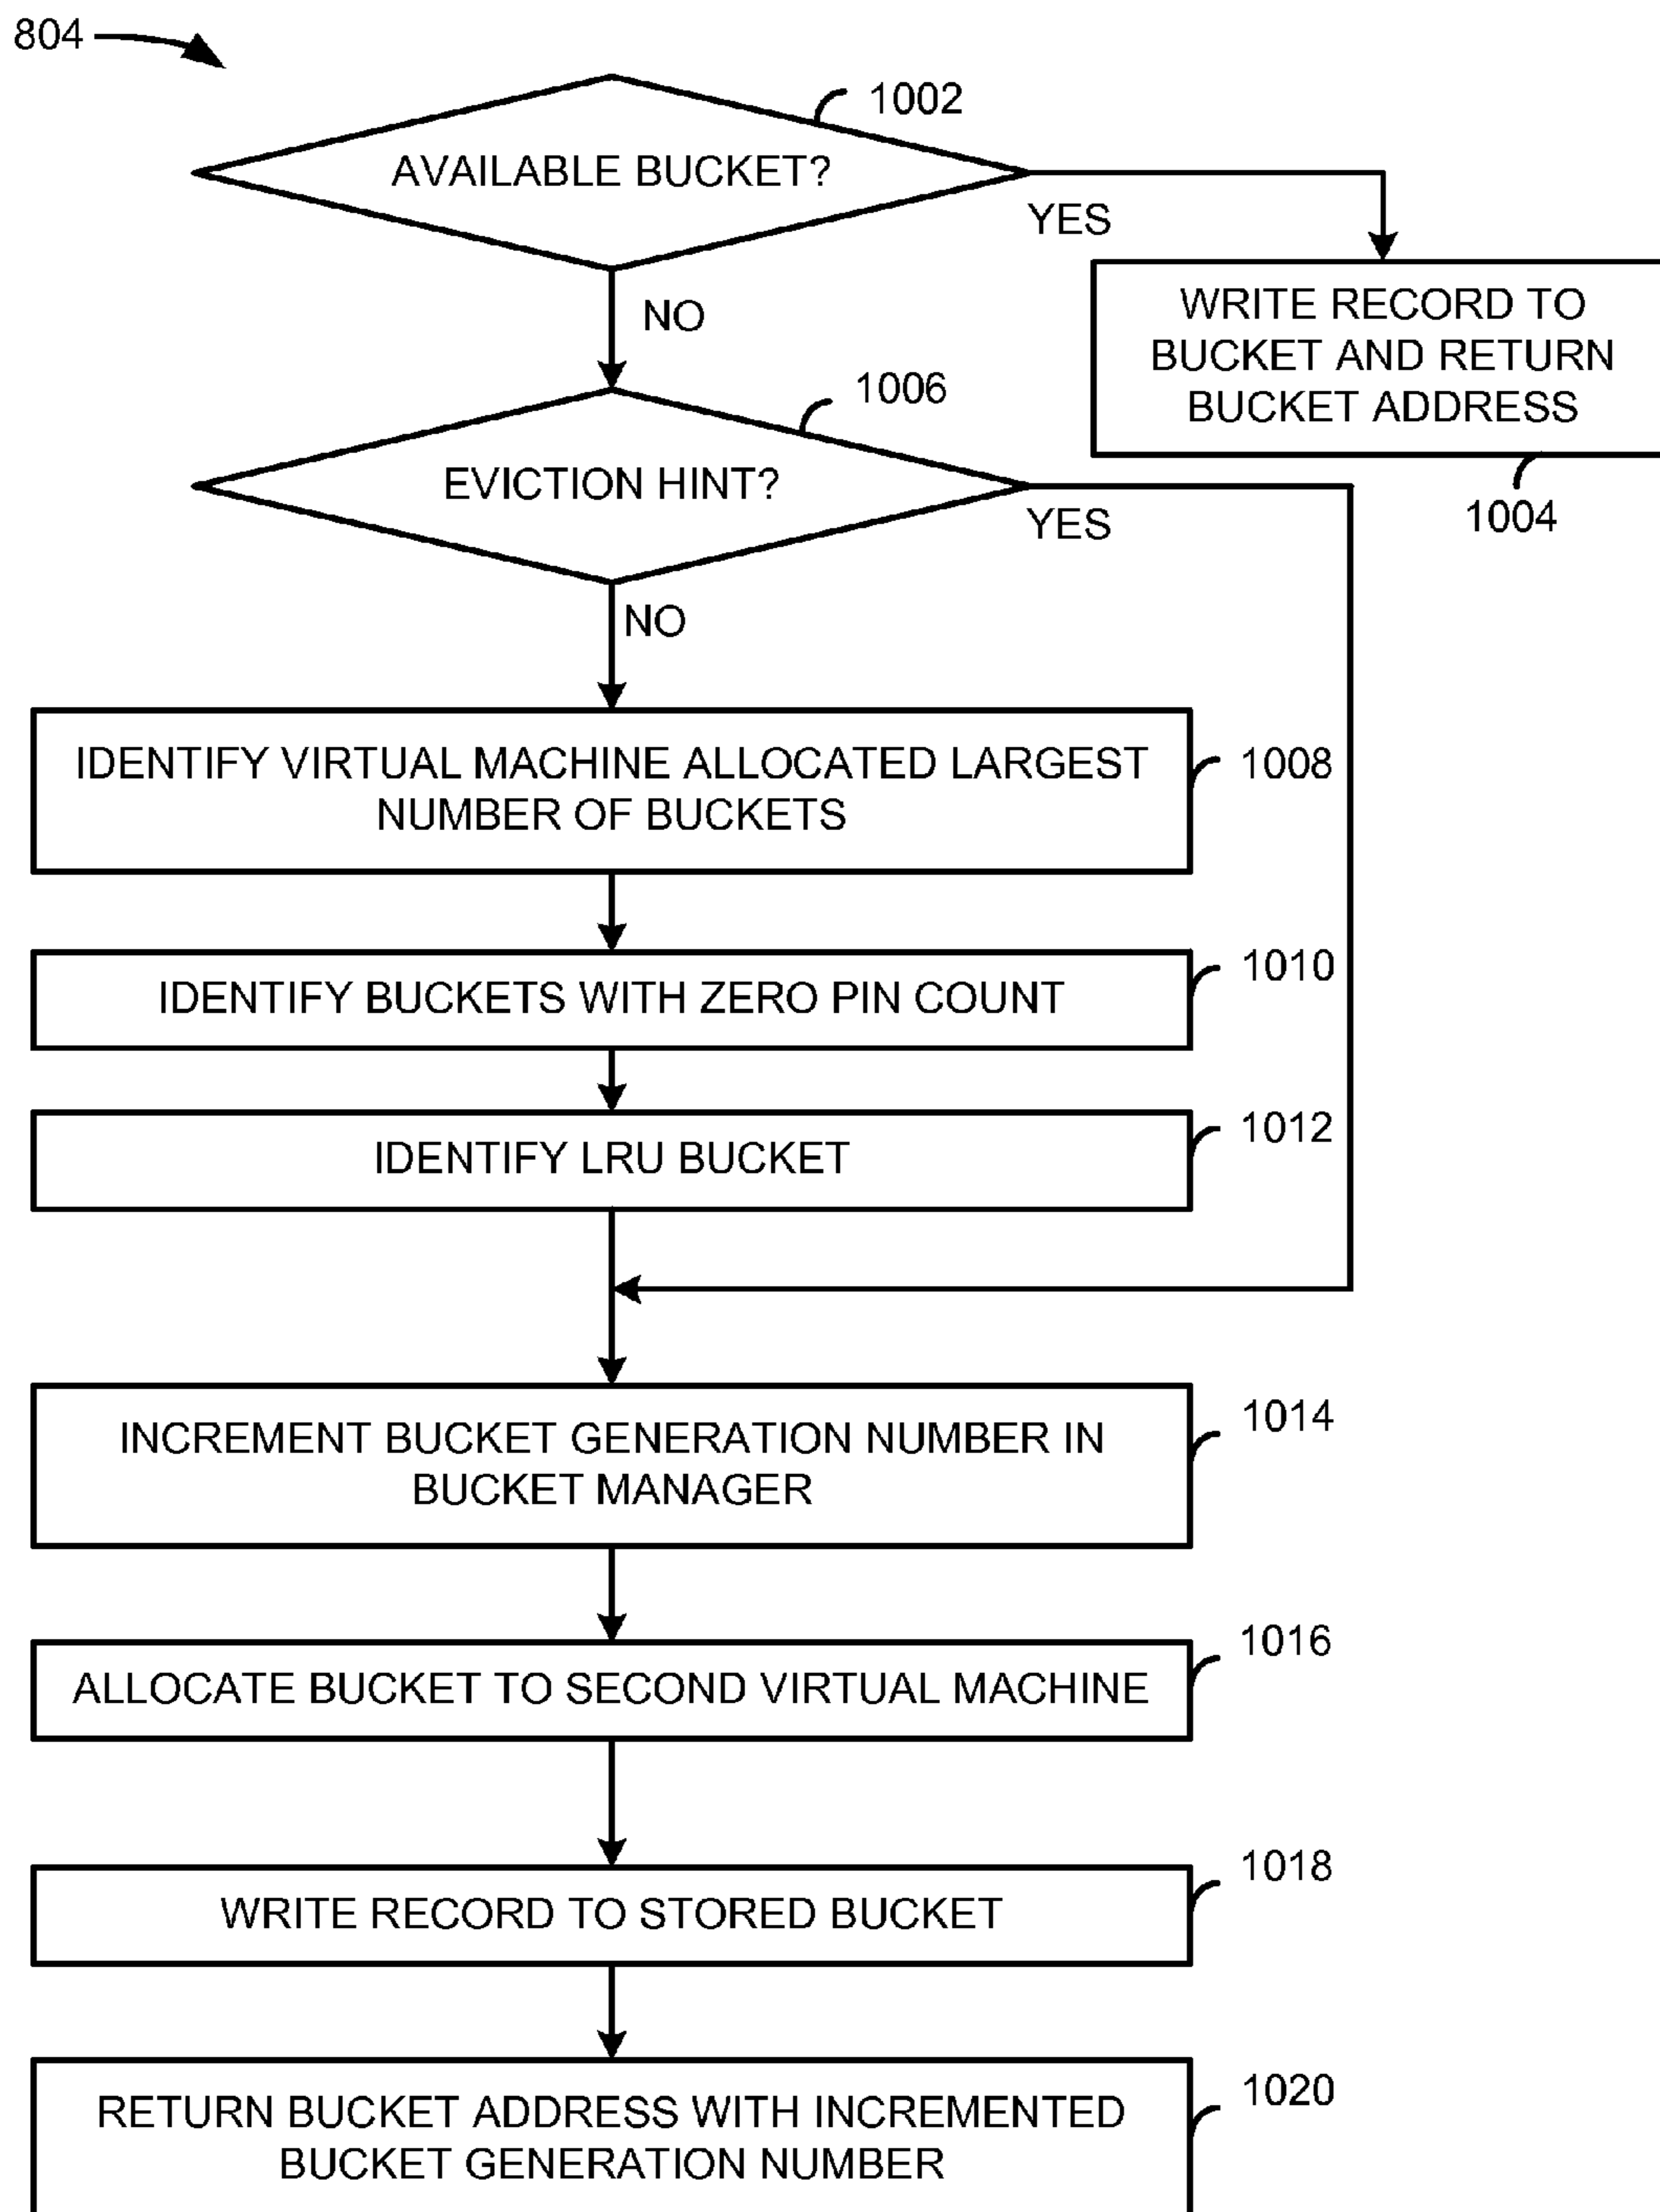 804
1002
AVAILABLE BUCKET?
YES
WRITE RECORD TO
BUCKET AND RETURN
BUCKET ADDRESS
1004
NO
1006
EVICTION HINT?
YES
NO
IDENTIFY VIRTUAL MACHINE ALLOCATED LARGEST
NUMBER OF BUCKETS
1008
IDENTIFY BUCKETS WITH ZERO PIN COUNT
1010
IDENTIFY LRU BUCKET
1012
INCREMENT BUCKET GENERATION NUMBER IN
BUCKET MANAGER
1014
ALLOCATE BUCKET TO SECOND VIRTUAL MACHINE
1016
WRITE RECORD TO STORED BUCKET
1018
RETURN BUCKET ADDRESS WITH INCREMENTED
BUCKET GENERATION NUMBER
1020